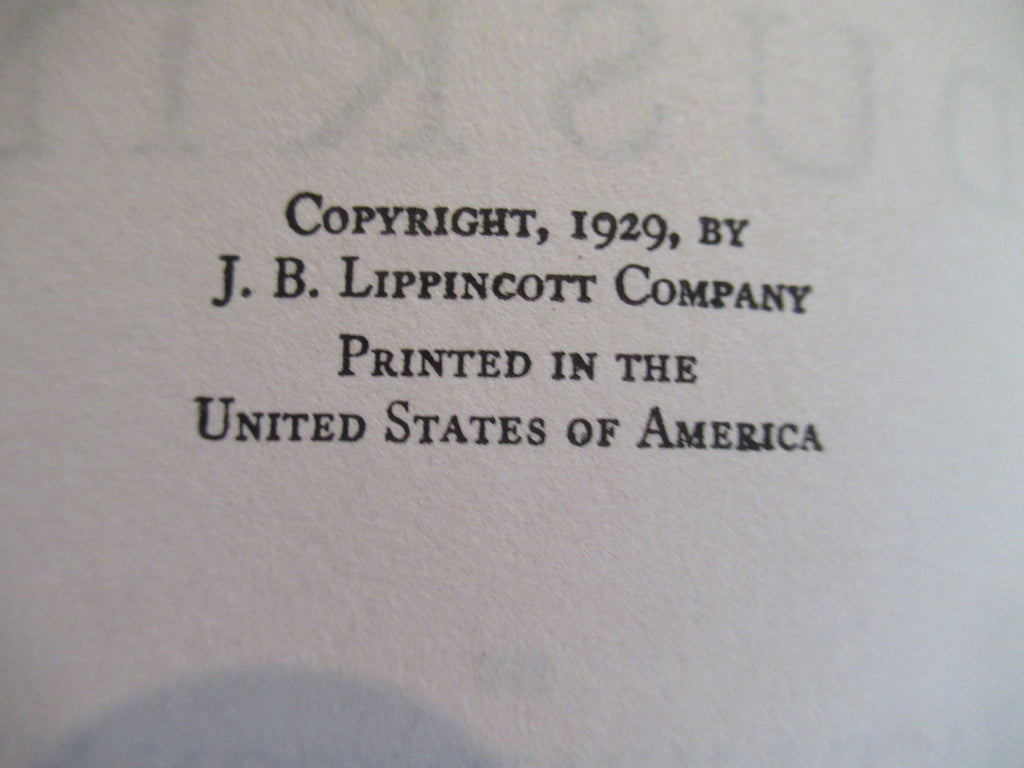 Copyright, 1929, by
J. B. Lippincott Company
Printed in the
United States of America